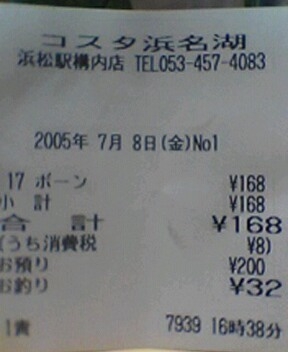 コスタ浜名湖
浜松駅構内店 TEL053-457-4083
2005年 7月 8日(金)No1
17 ボーン ¥168
小 計 ¥168
合 計 ¥168
(うち消費税 ¥8)
お預り ¥200
お釣り ¥32
1責 7939 16時38分